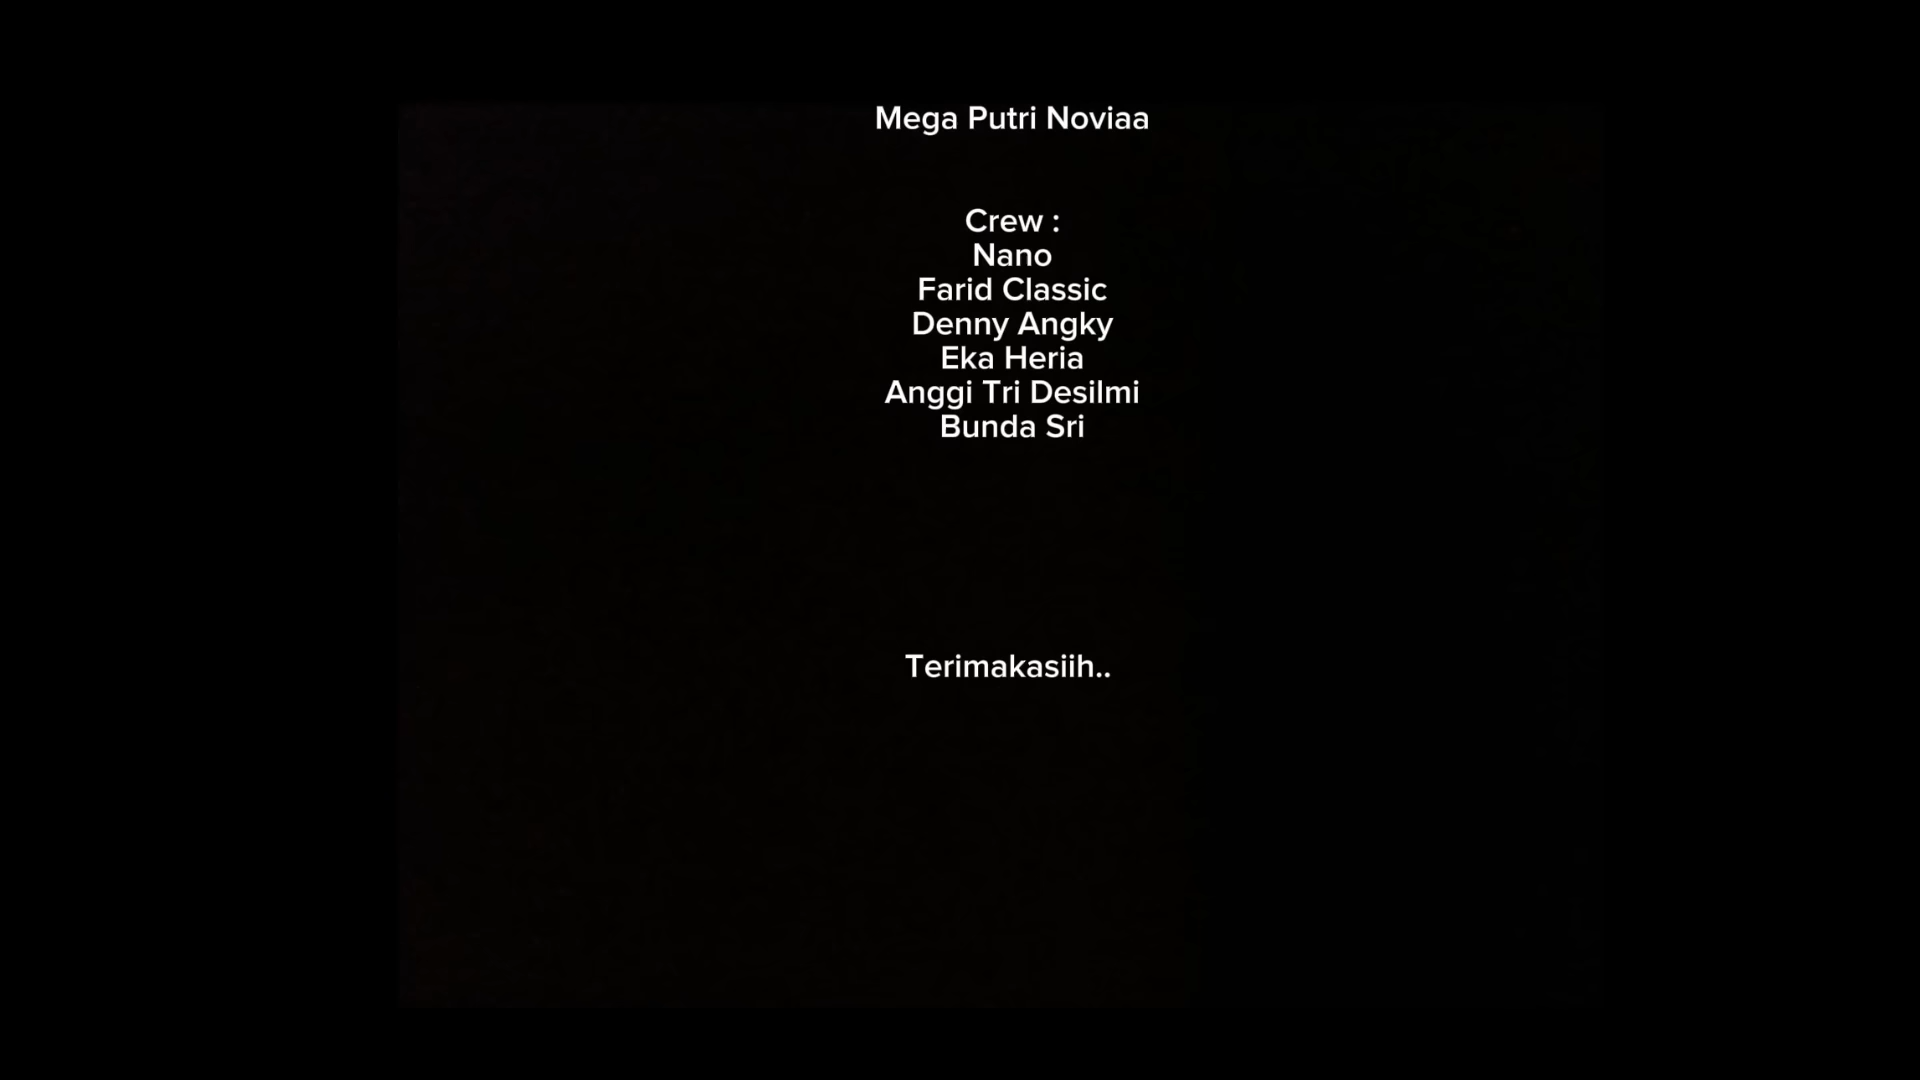 Mega Putri Noviaa
Crew :
Nano
Farid Classic
Denny Angky
Eka Heria
Anggi Tri Desilmi
Bunda Sri
Terimakasiih..